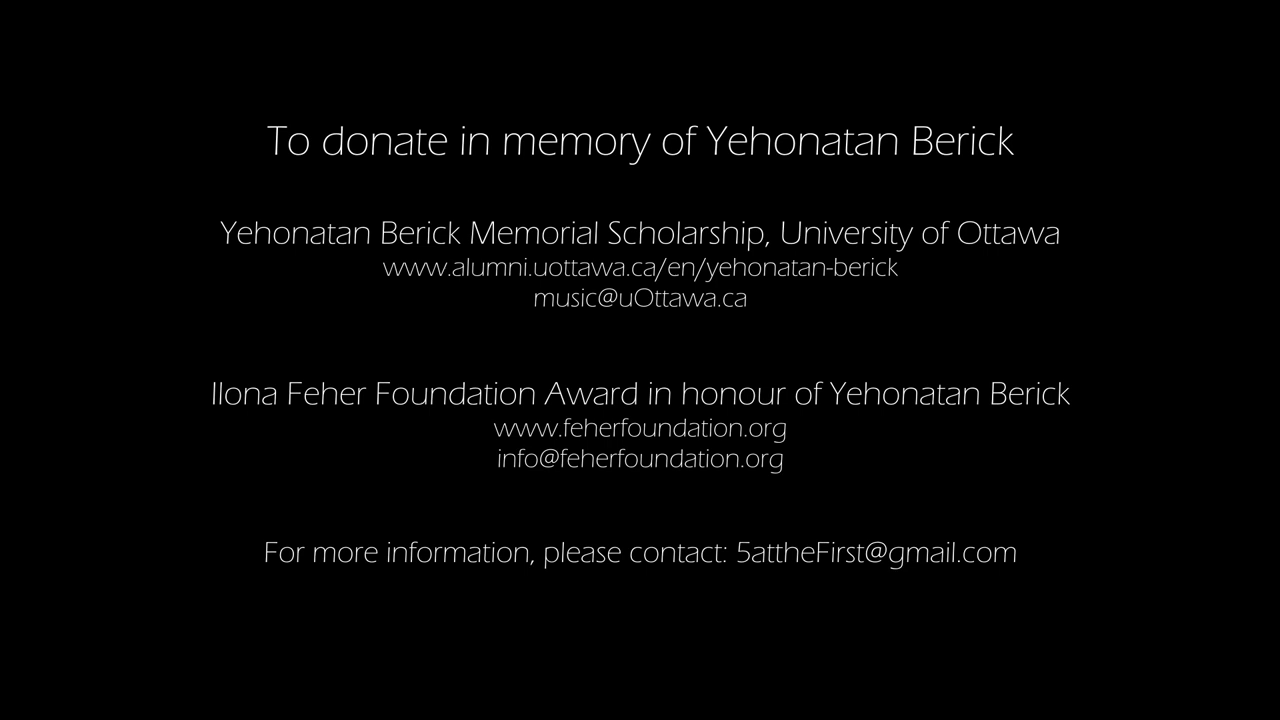 To donate in memory of Yehonatan Berick
Yehonatan Berick Memorial Scholarship, University of Ottawa
www.alumni.uottawa.ca/en/yehonatan-berick
music@uOttawa.ca
Ilona Feher Foundation Award in honour of Yehonatan Berick
www.feherfoundation.org
info@feherfoundation.org
For more information, please contact: 5attheFirst@gmail.com